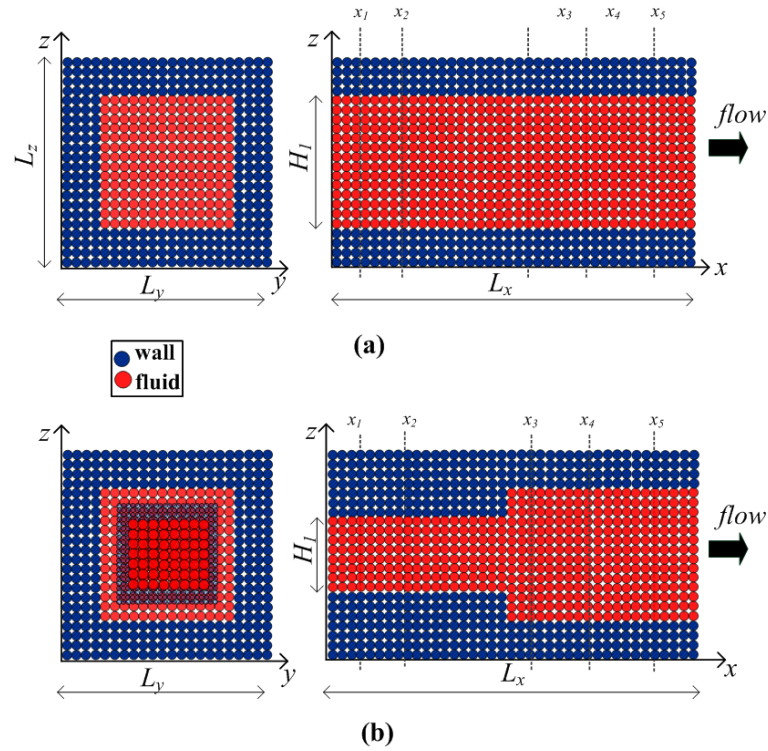 x1 x2 x3 x4 x5
z z
Lz H1 flow
y x
Ly Lx
(a)
wall
fluid
x1 x2 x3 x4 x5
z z
H1 flow
y x
Ly Lx
(b)